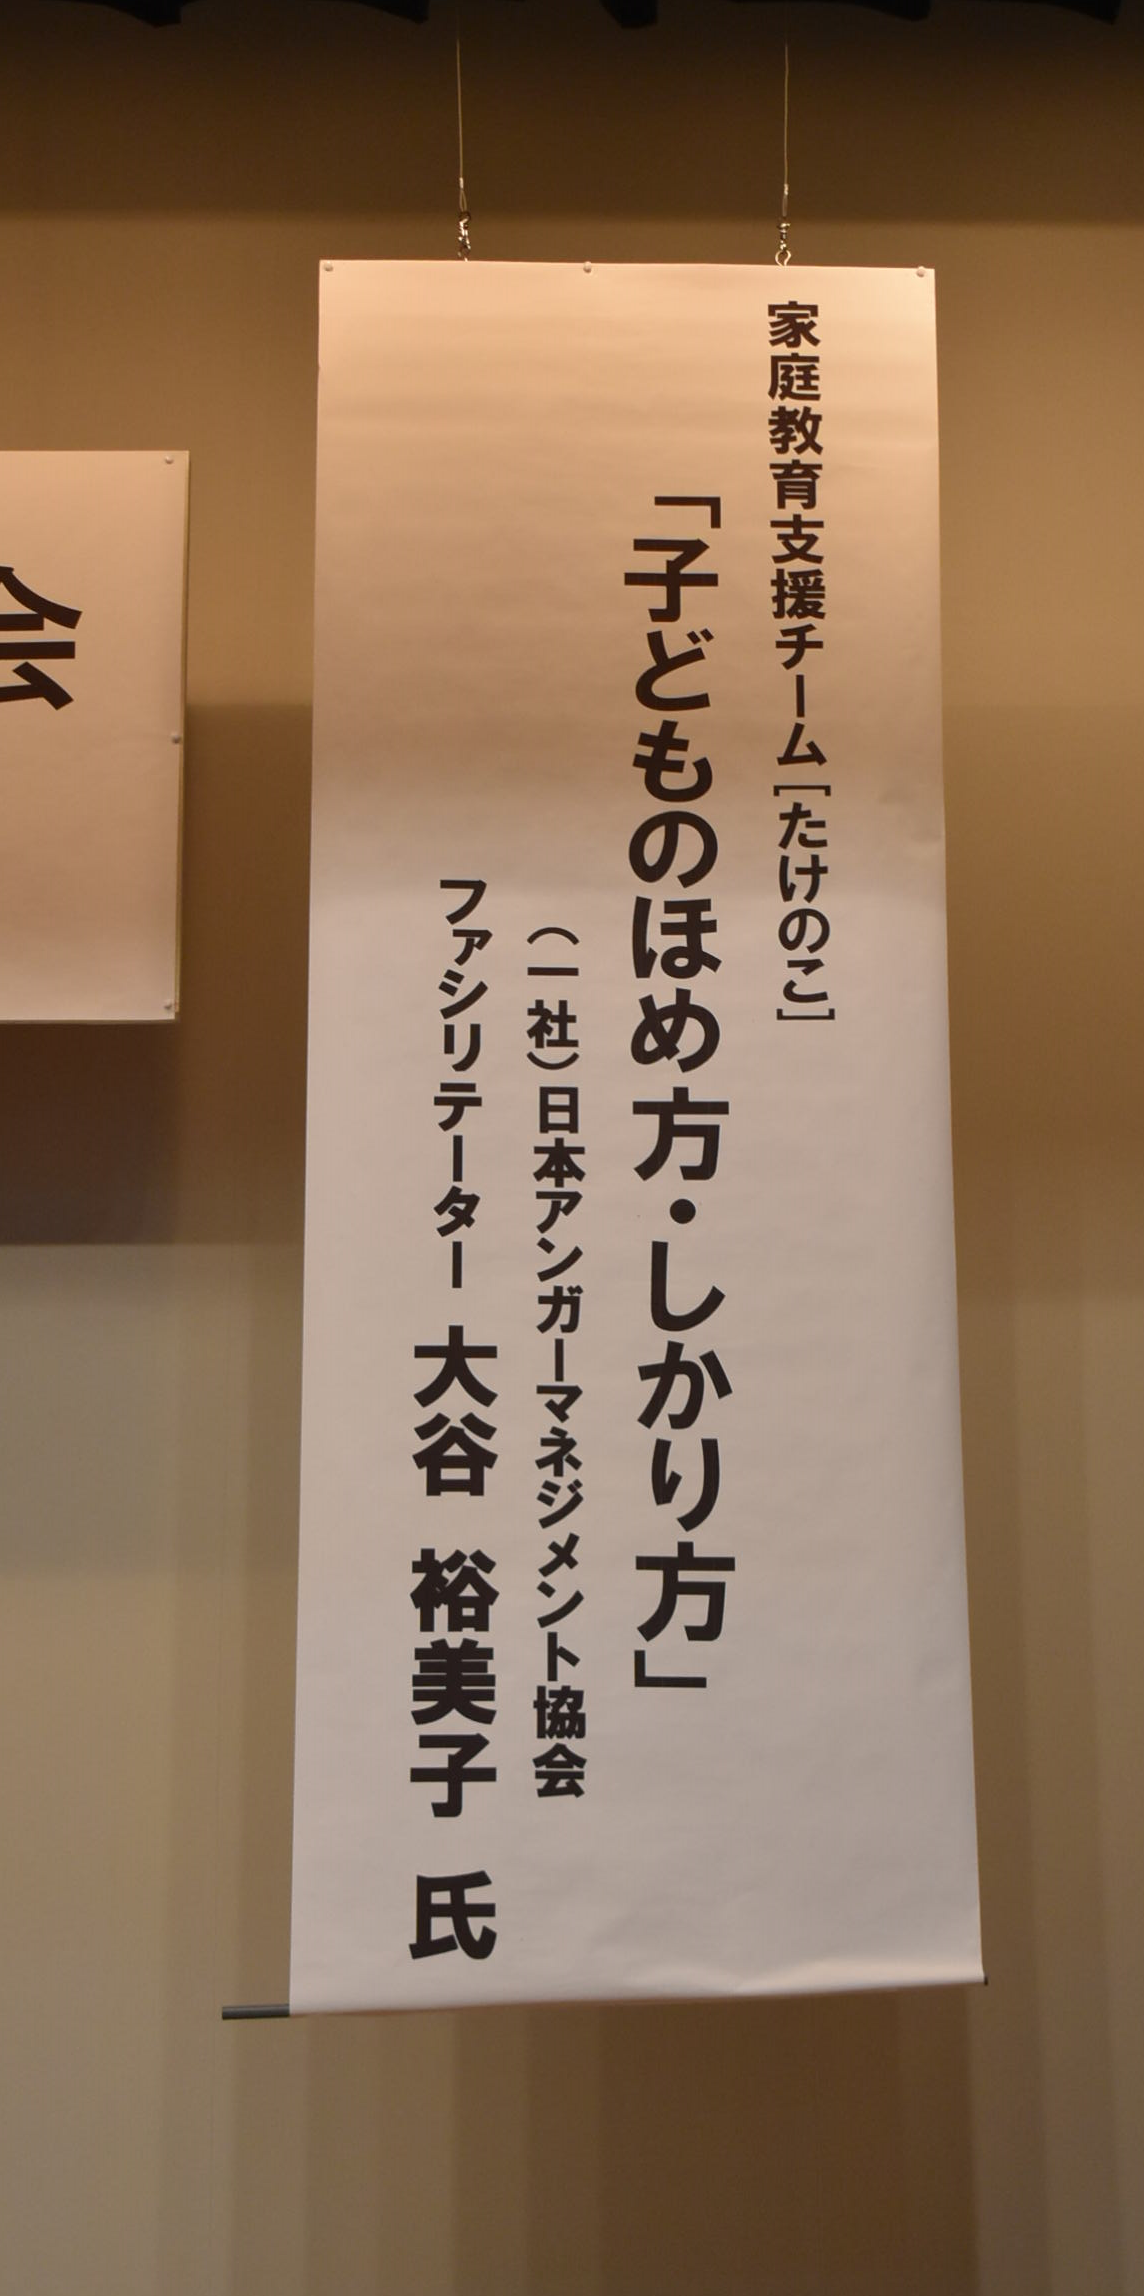 家庭教育支援チーム[たけのこ]
「子どものほめ方・しかり方」
(一社)日本アンガーマネジメント協会
ファシリテーター 大谷 裕美子 氏
会